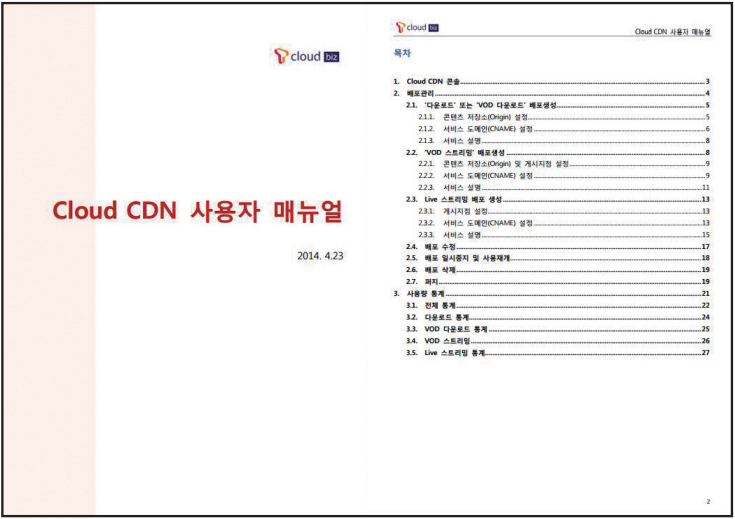 cloud biz
Cloud CDN 사용자 매뉴얼
2014. 4.23
cloud biz
Cloud CDN 사용자 매뉴얼
목차
1. Cloud CDN 콘솔 3
2. 배포관리 4
2.1. '다운로드' 또는 'VOD 다운로드' 배포생성 5
2.1.1. 콘텐츠 저장소(Origin) 설정 5
2.1.2. 서비스 도메인(CNAME) 설정 6
2.1.3. 서비스 설명 8
2.2. 'VOD 스트리밍' 배포생성 8
2.2.1. 콘텐츠 저장소(Origin) 및 게시지점 설정 9
2.2.2. 서비스 도메인(CNAME) 설정 9
2.2.3. 서비스 설명 11
2.3. Live 스트리밍 배포 생성 13
2.3.1. 게시지점 설정 13
2.3.2. 서비스 도메인(CNAME) 설정 13
2.3.3. 서비스 설명 15
2.4. 배포 수정 17
2.5. 배포 일시중지 및 사용재개 18
2.6. 배포 삭제 19
2.7. 퍼지 19
3. 사용량 통계 21
3.1. 전체 통계 22
3.2. 다운로드 통계 24
3.3. VOD 다운로드 통계 25
3.4. VOD 스트리밍 26
3.5. Live 스트리밍 통계 27
2